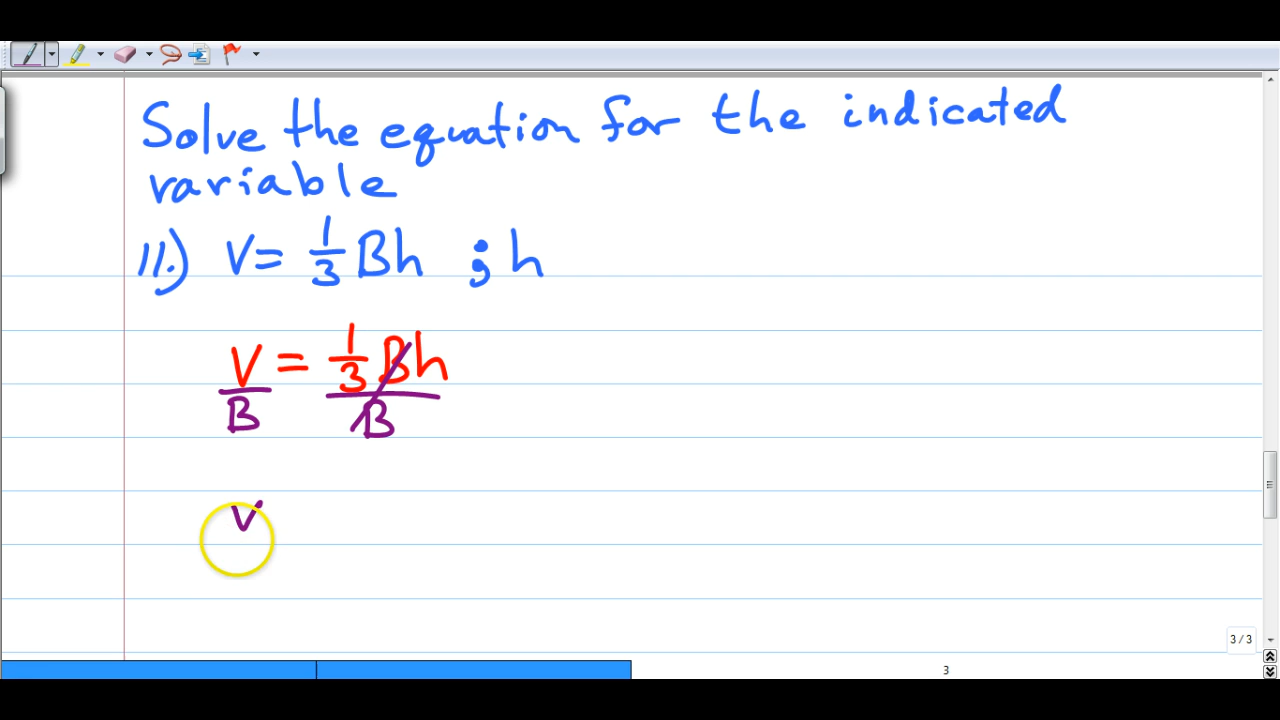 Solve the equation for the indicated
variable
11.) V = 1/3 Bh ; h
V = 1/3 Bh
B B
V
3 / 3
3